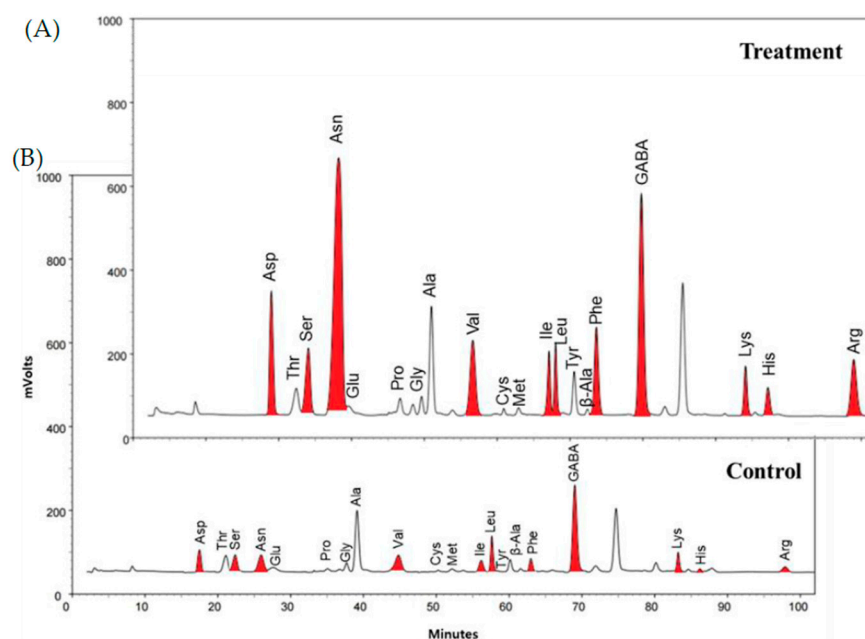 (A)
Treatment
1000
800
600
400
200
0
Asp
Thr
Ser
Asn
Glu
Pro
Gly
Ala
Val
Cys
Met
Ile
Leu
Tyr
β-Ala
Phe
GABA
Lys
His
Arg
(B)
Control
mVolts
1000
800
600
400
200
0
Asp
Thr
Ser
Asn
Glu
Pro
Gly
Ala
Val
Cys
Met
Ile
Leu
Tyr
β-Ala
Phe
GABA
Lys
His
Arg
0 10 20 30 40 50 60 70 80 90 100
Minutes